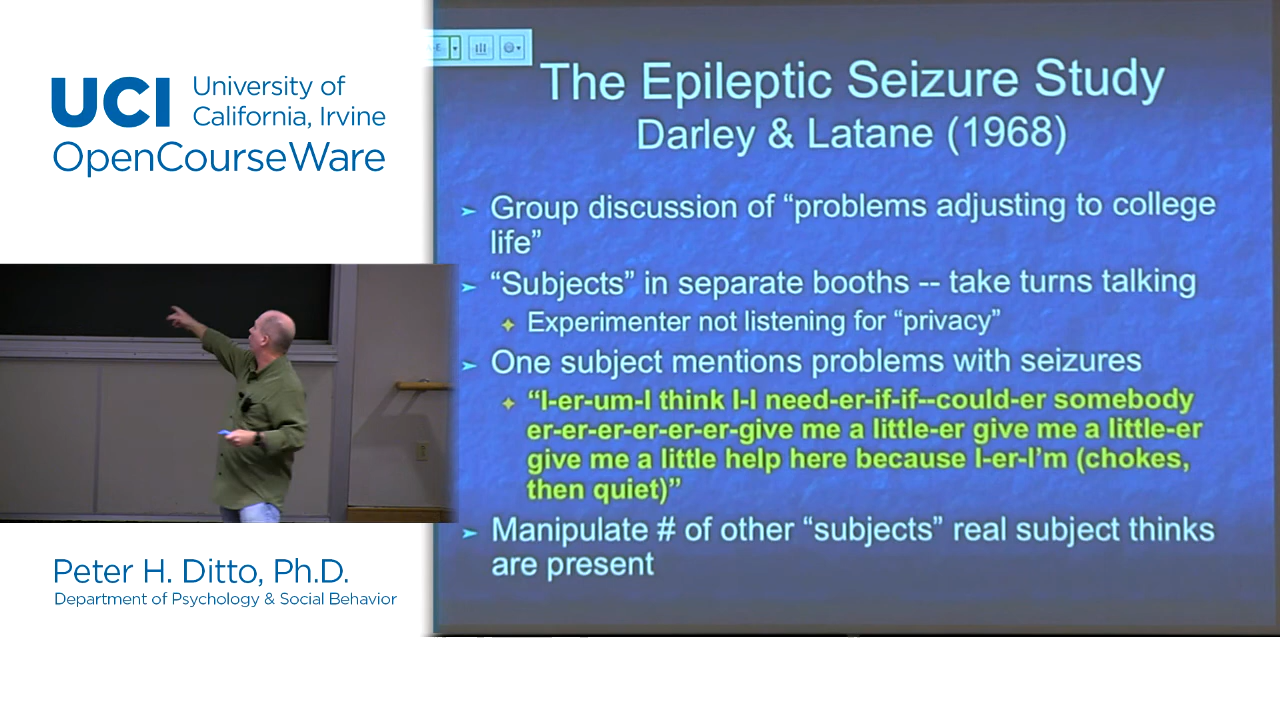 UCI University of
California, Irvine
OpenCourseWare
The Epileptic Seizure Study
Darley & Latane (1968)
Group discussion of “problems adjusting to college
life”
“Subjects” in separate booths -- take turns talking
Experimenter not listening for “privacy”
One subject mentions problems with seizures
“I-er-um-I think I-I need-er-if-if--could-er somebody
er-er-er-er-er-er-give me a little-er give me a little-er
give me a little help here because I-er-I’m (chokes,
then quiet)”
Manipulate # of other “subjects” real subject thinks
are present
Peter H. Ditto, Ph.D.
Department of Psychology & Social Behavior